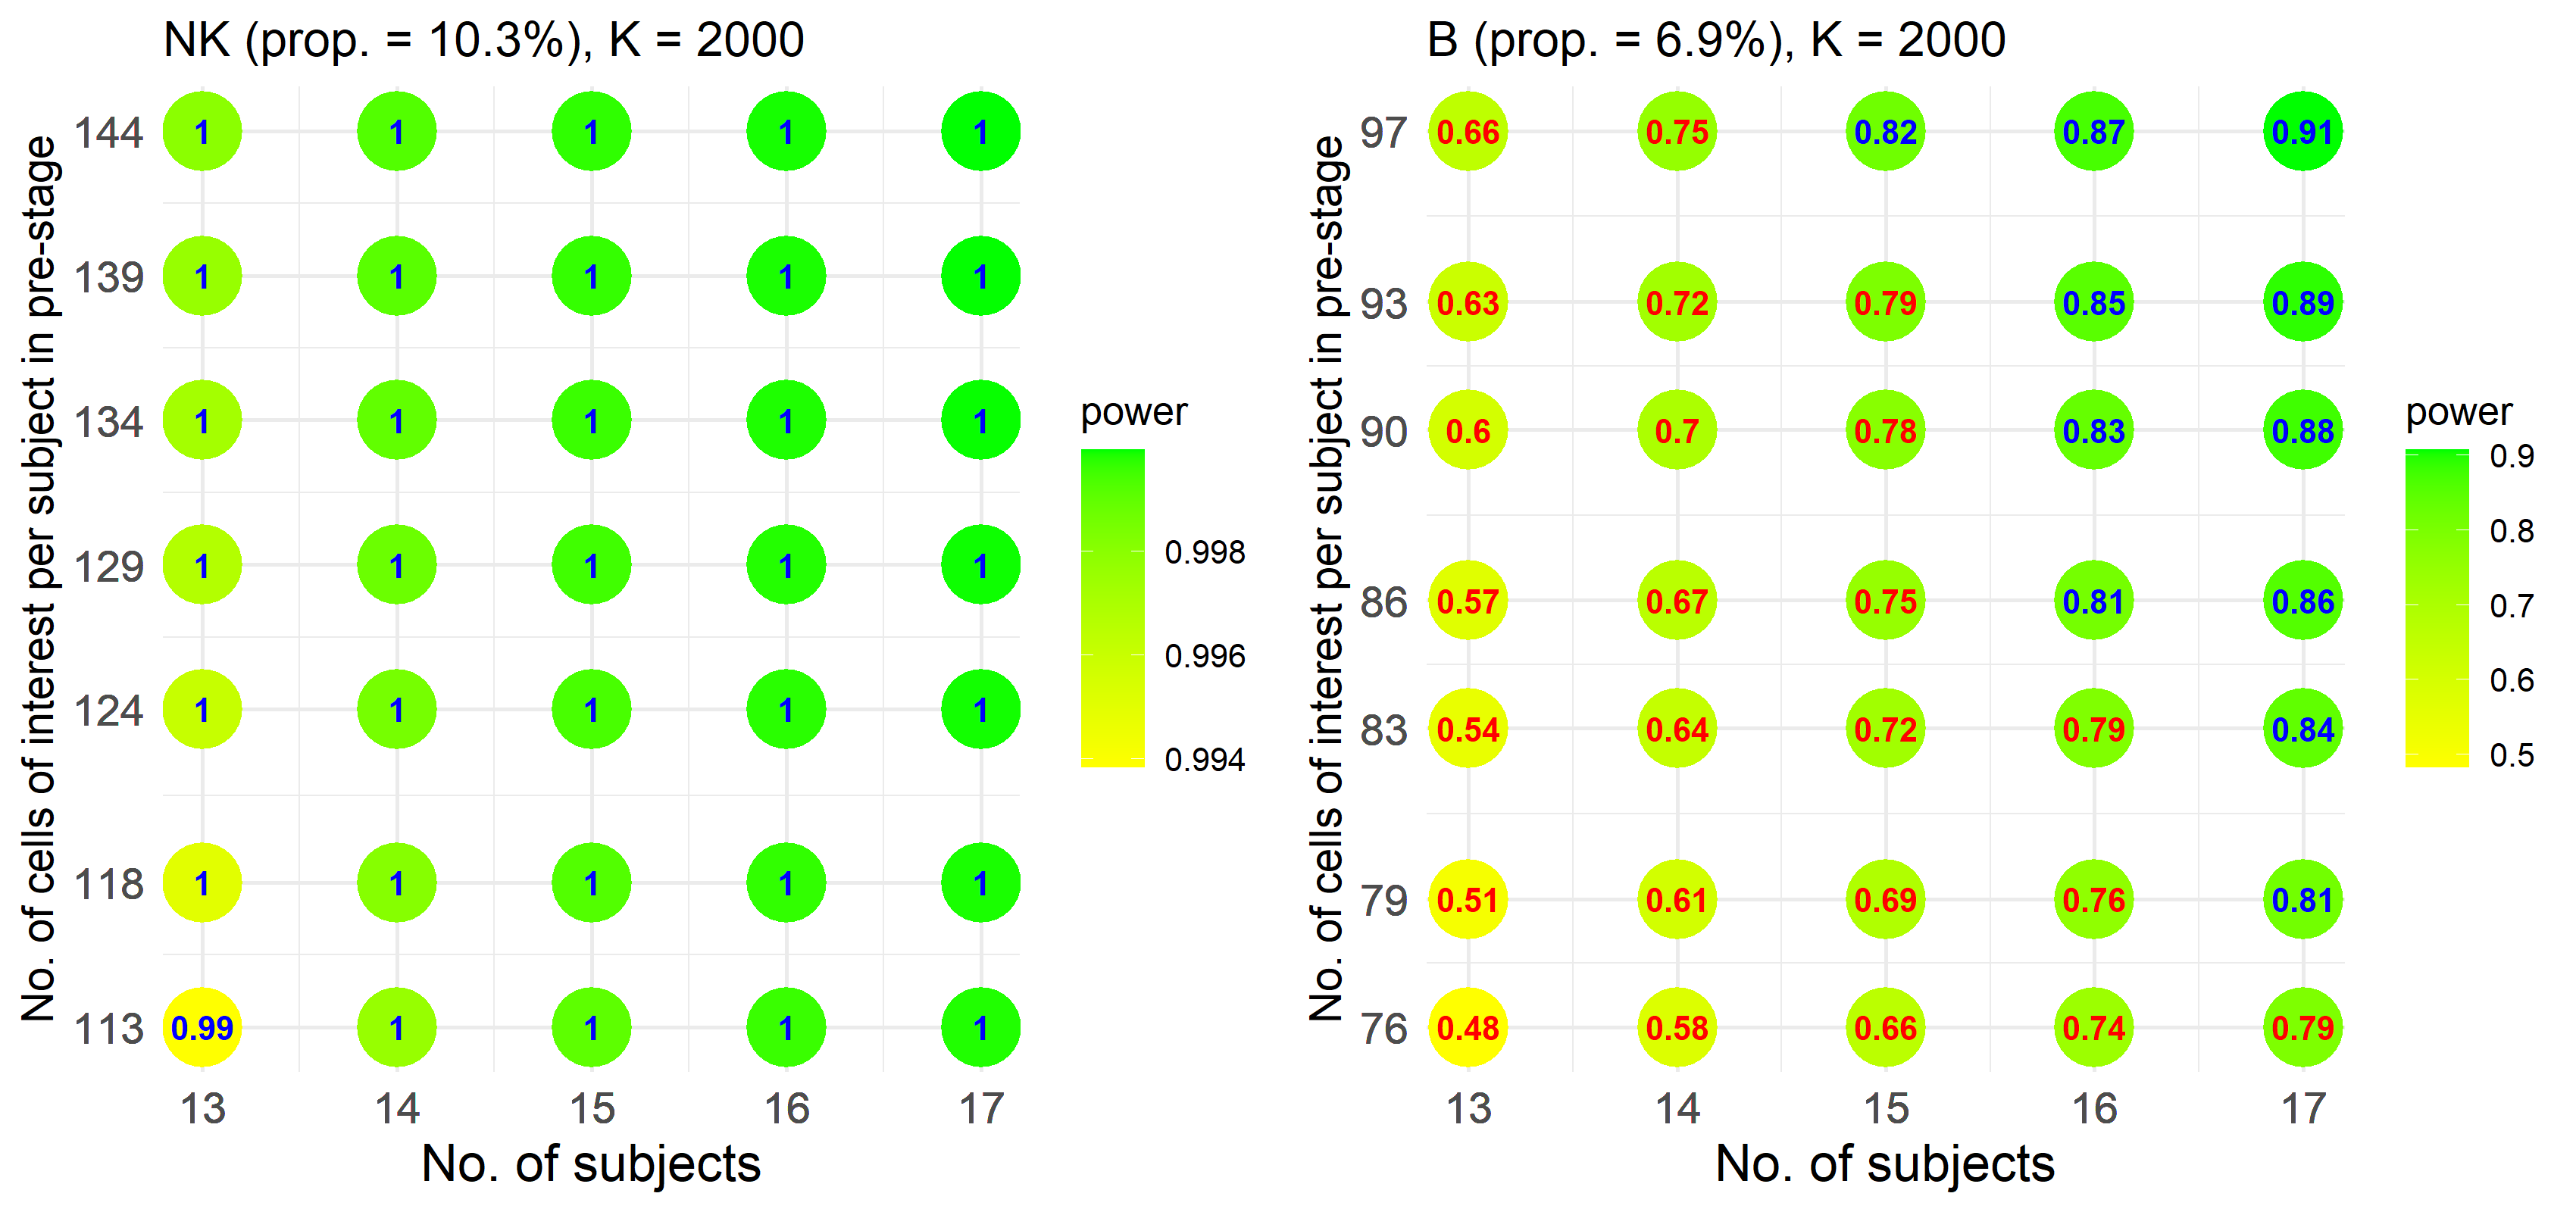 NK (prop. = 10.3%), K = 2000
No. of cells of interest per subject in pre-stage
144 1 1 1 1 1
139 1 1 1 1 1
134 1 1 1 1 1
129 1 1 1 1 1
124 1 1 1 1 1
118 1 1 1 1 1
113 0.99 1 1 1 1
13 14 15 16 17
No. of subjects
power
0.998
0.996
0.994
B (prop. = 6.9%), K = 2000
No. of cells of interest per subject in pre-stage
97 0.66 0.75 0.82 0.87 0.91
93 0.63 0.72 0.79 0.85 0.89
90 0.6 0.7 0.78 0.83 0.88
86 0.57 0.67 0.75 0.81 0.86
83 0.54 0.64 0.72 0.79 0.84
79 0.51 0.61 0.69 0.76 0.81
76 0.48 0.58 0.66 0.74 0.79
13 14 15 16 17
No. of subjects
power
0.9
0.8
0.7
0.6
0.5